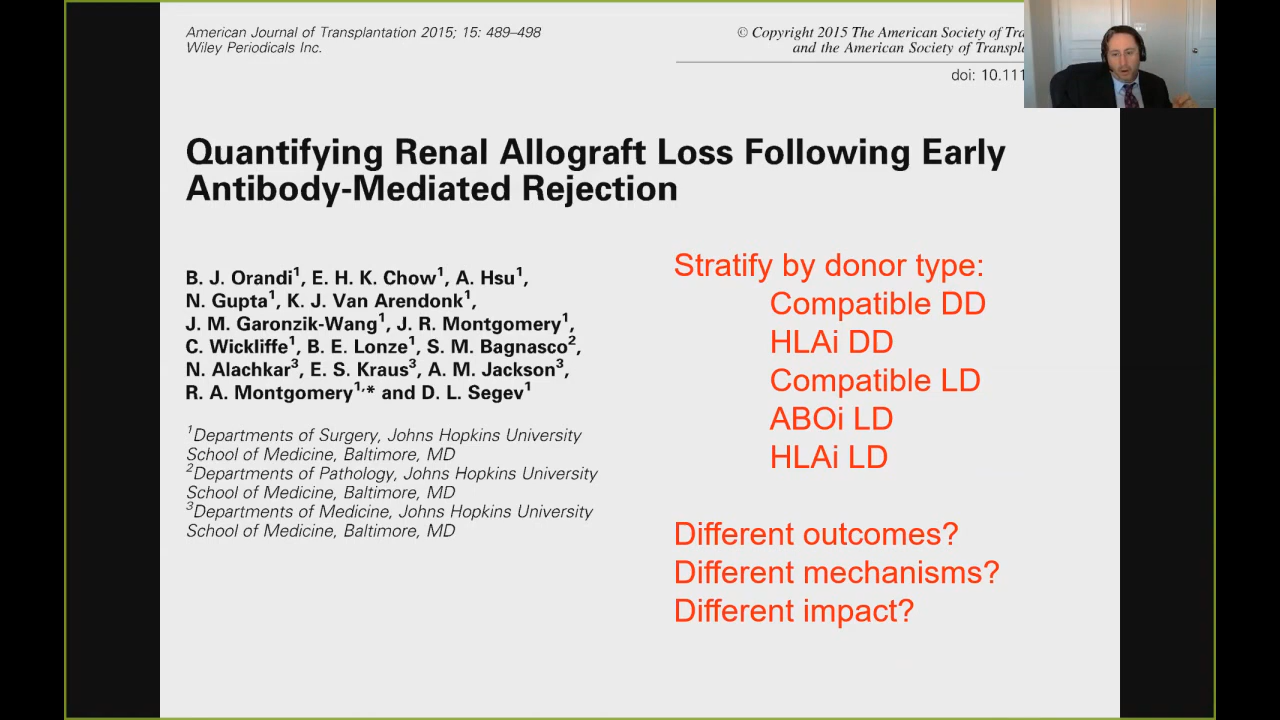 American Journal of Transplantation 2015; 15: 489–498
Wiley Periodicals Inc.
© Copyright 2015 The American Society of
and the American Society of
doi: 10.111
Quantifying Renal Allograft Loss Following Early
Antibody-Mediated Rejection
B. J. Orandi¹, E. H. K. Chow¹, A. Hsu¹,
N. Gupta¹, K. J. Van Arendonk¹,
J. M. Garonzik-Wang¹, J. R. Montgomery¹,
C. Wickliffe¹, B. E. Lonze¹, S. M. Bagnasco²,
N. Alachkar³, E. S. Kraus³, A. M. Jackson³,
R. A. Montgomery¹,* and D. L. Segev¹
¹Departments of Surgery, Johns Hopkins University
School of Medicine, Baltimore, MD
²Departments of Pathology, Johns Hopkins University
School of Medicine, Baltimore, MD
³Departments of Medicine, Johns Hopkins University
School of Medicine, Baltimore, MD
Stratify by donor type:
Compatible DD
HLAi DD
Compatible LD
ABOi LD
HLAi LD
Different outcomes?
Different mechanisms?
Different impact?